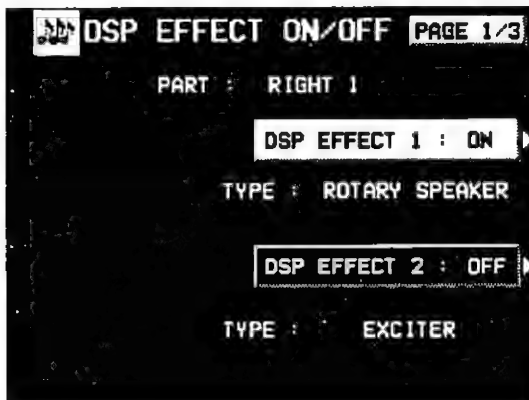 DSP EFFECT ON/OFF PAGE 1/3
PART : RIGHT 1
DSP EFFECT 1 : ON
TYPE : ROTARY SPEAKER
DSP EFFECT 2 : OFF
TYPE : EXCITER